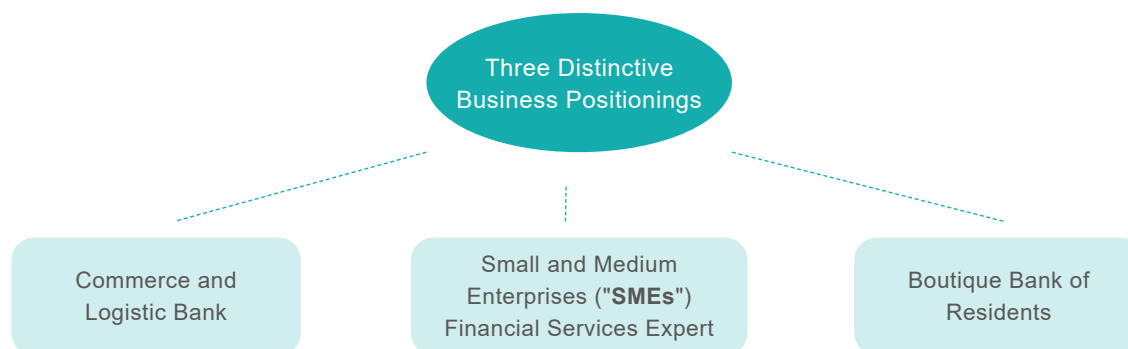 Three Distinctive
Business Positionings
Commerce and
Logistic Bank
Small and Medium
Enterprises ("SMEs")
Financial Services Expert
Boutique Bank of
Residents